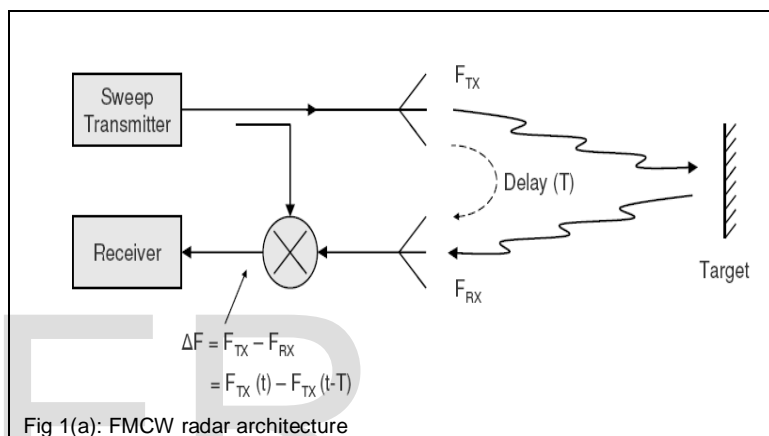 Sweep
Transmitter
F_TX
Delay (T)
Receiver
F_RX
Target
ΔF = F_TX – F_RX
= F_TX (t) – F_TX (t-T)
Fig 1(a): FMCW radar architecture